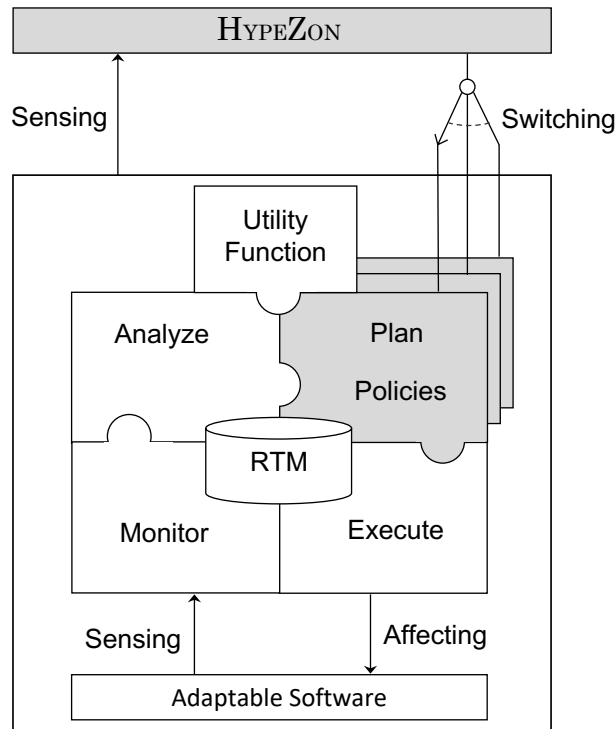 HYPEZON
Sensing
Switching
Utility
Function
Analyze
Plan
Policies
RTM
Monitor
Execute
Sensing
Affecting
Adaptable Software